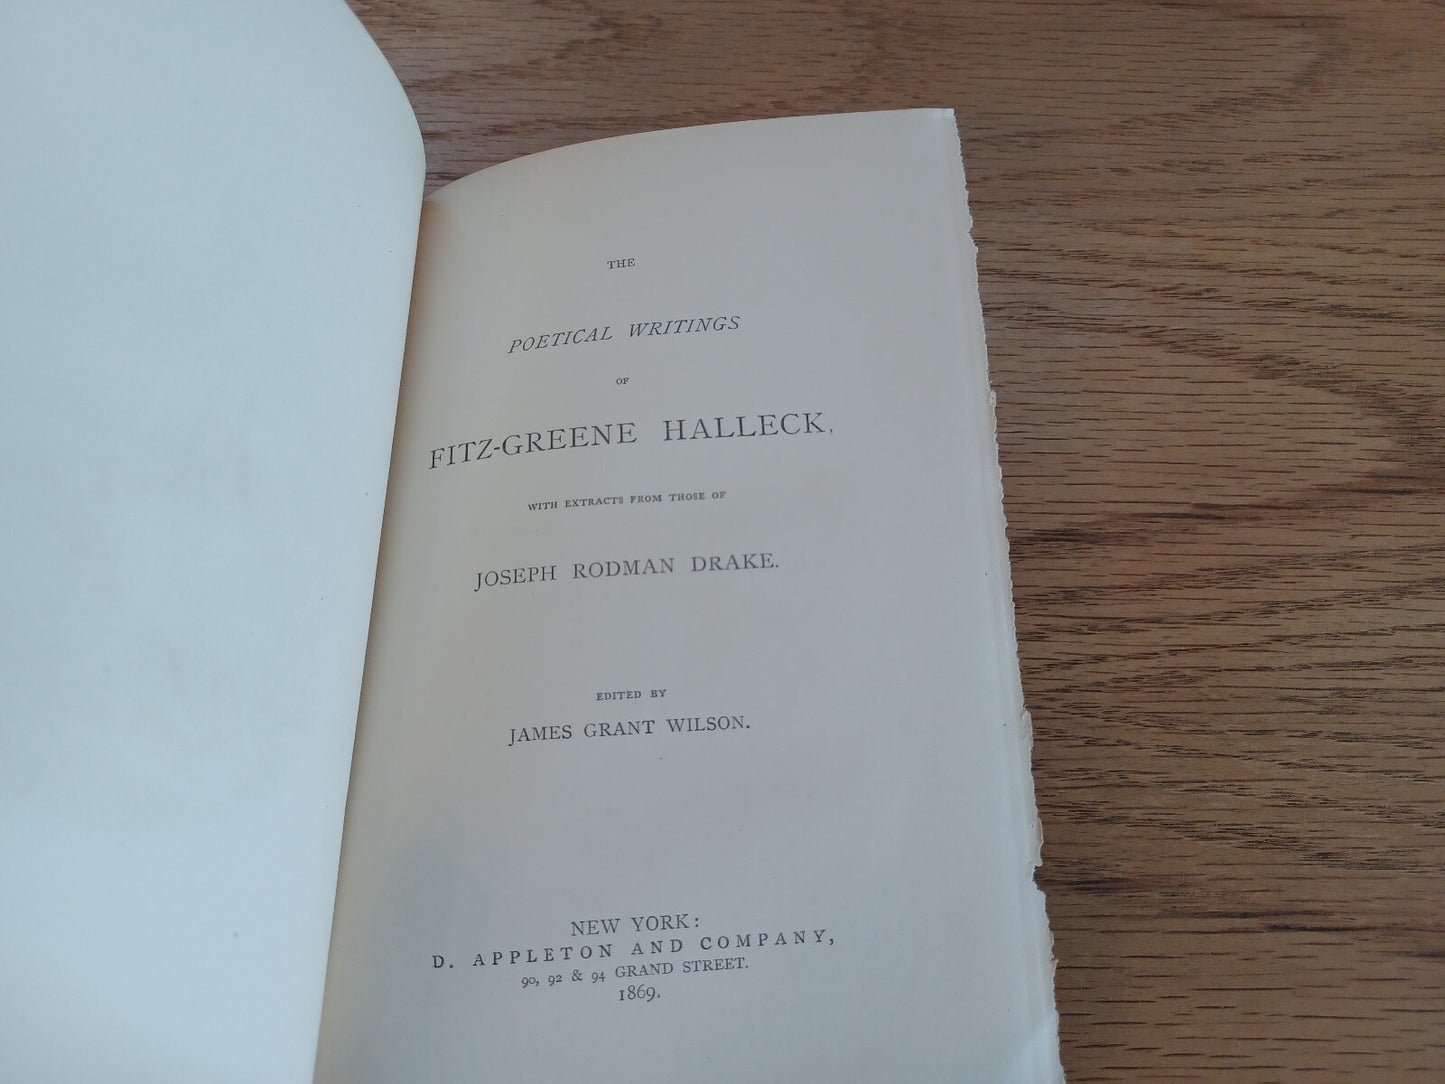 THE
POETICAL WRITINGS
OF
FITZ-GREENE HALLECK,
WITH EXTRACTS FROM THOSE OF
JOSEPH RODMAN DRAKE.
EDITED BY
JAMES GRANT WILSON.
NEW YORK:
D. APPLETON AND COMPANY,
90, 92 & 94 GRAND STREET.
1869.